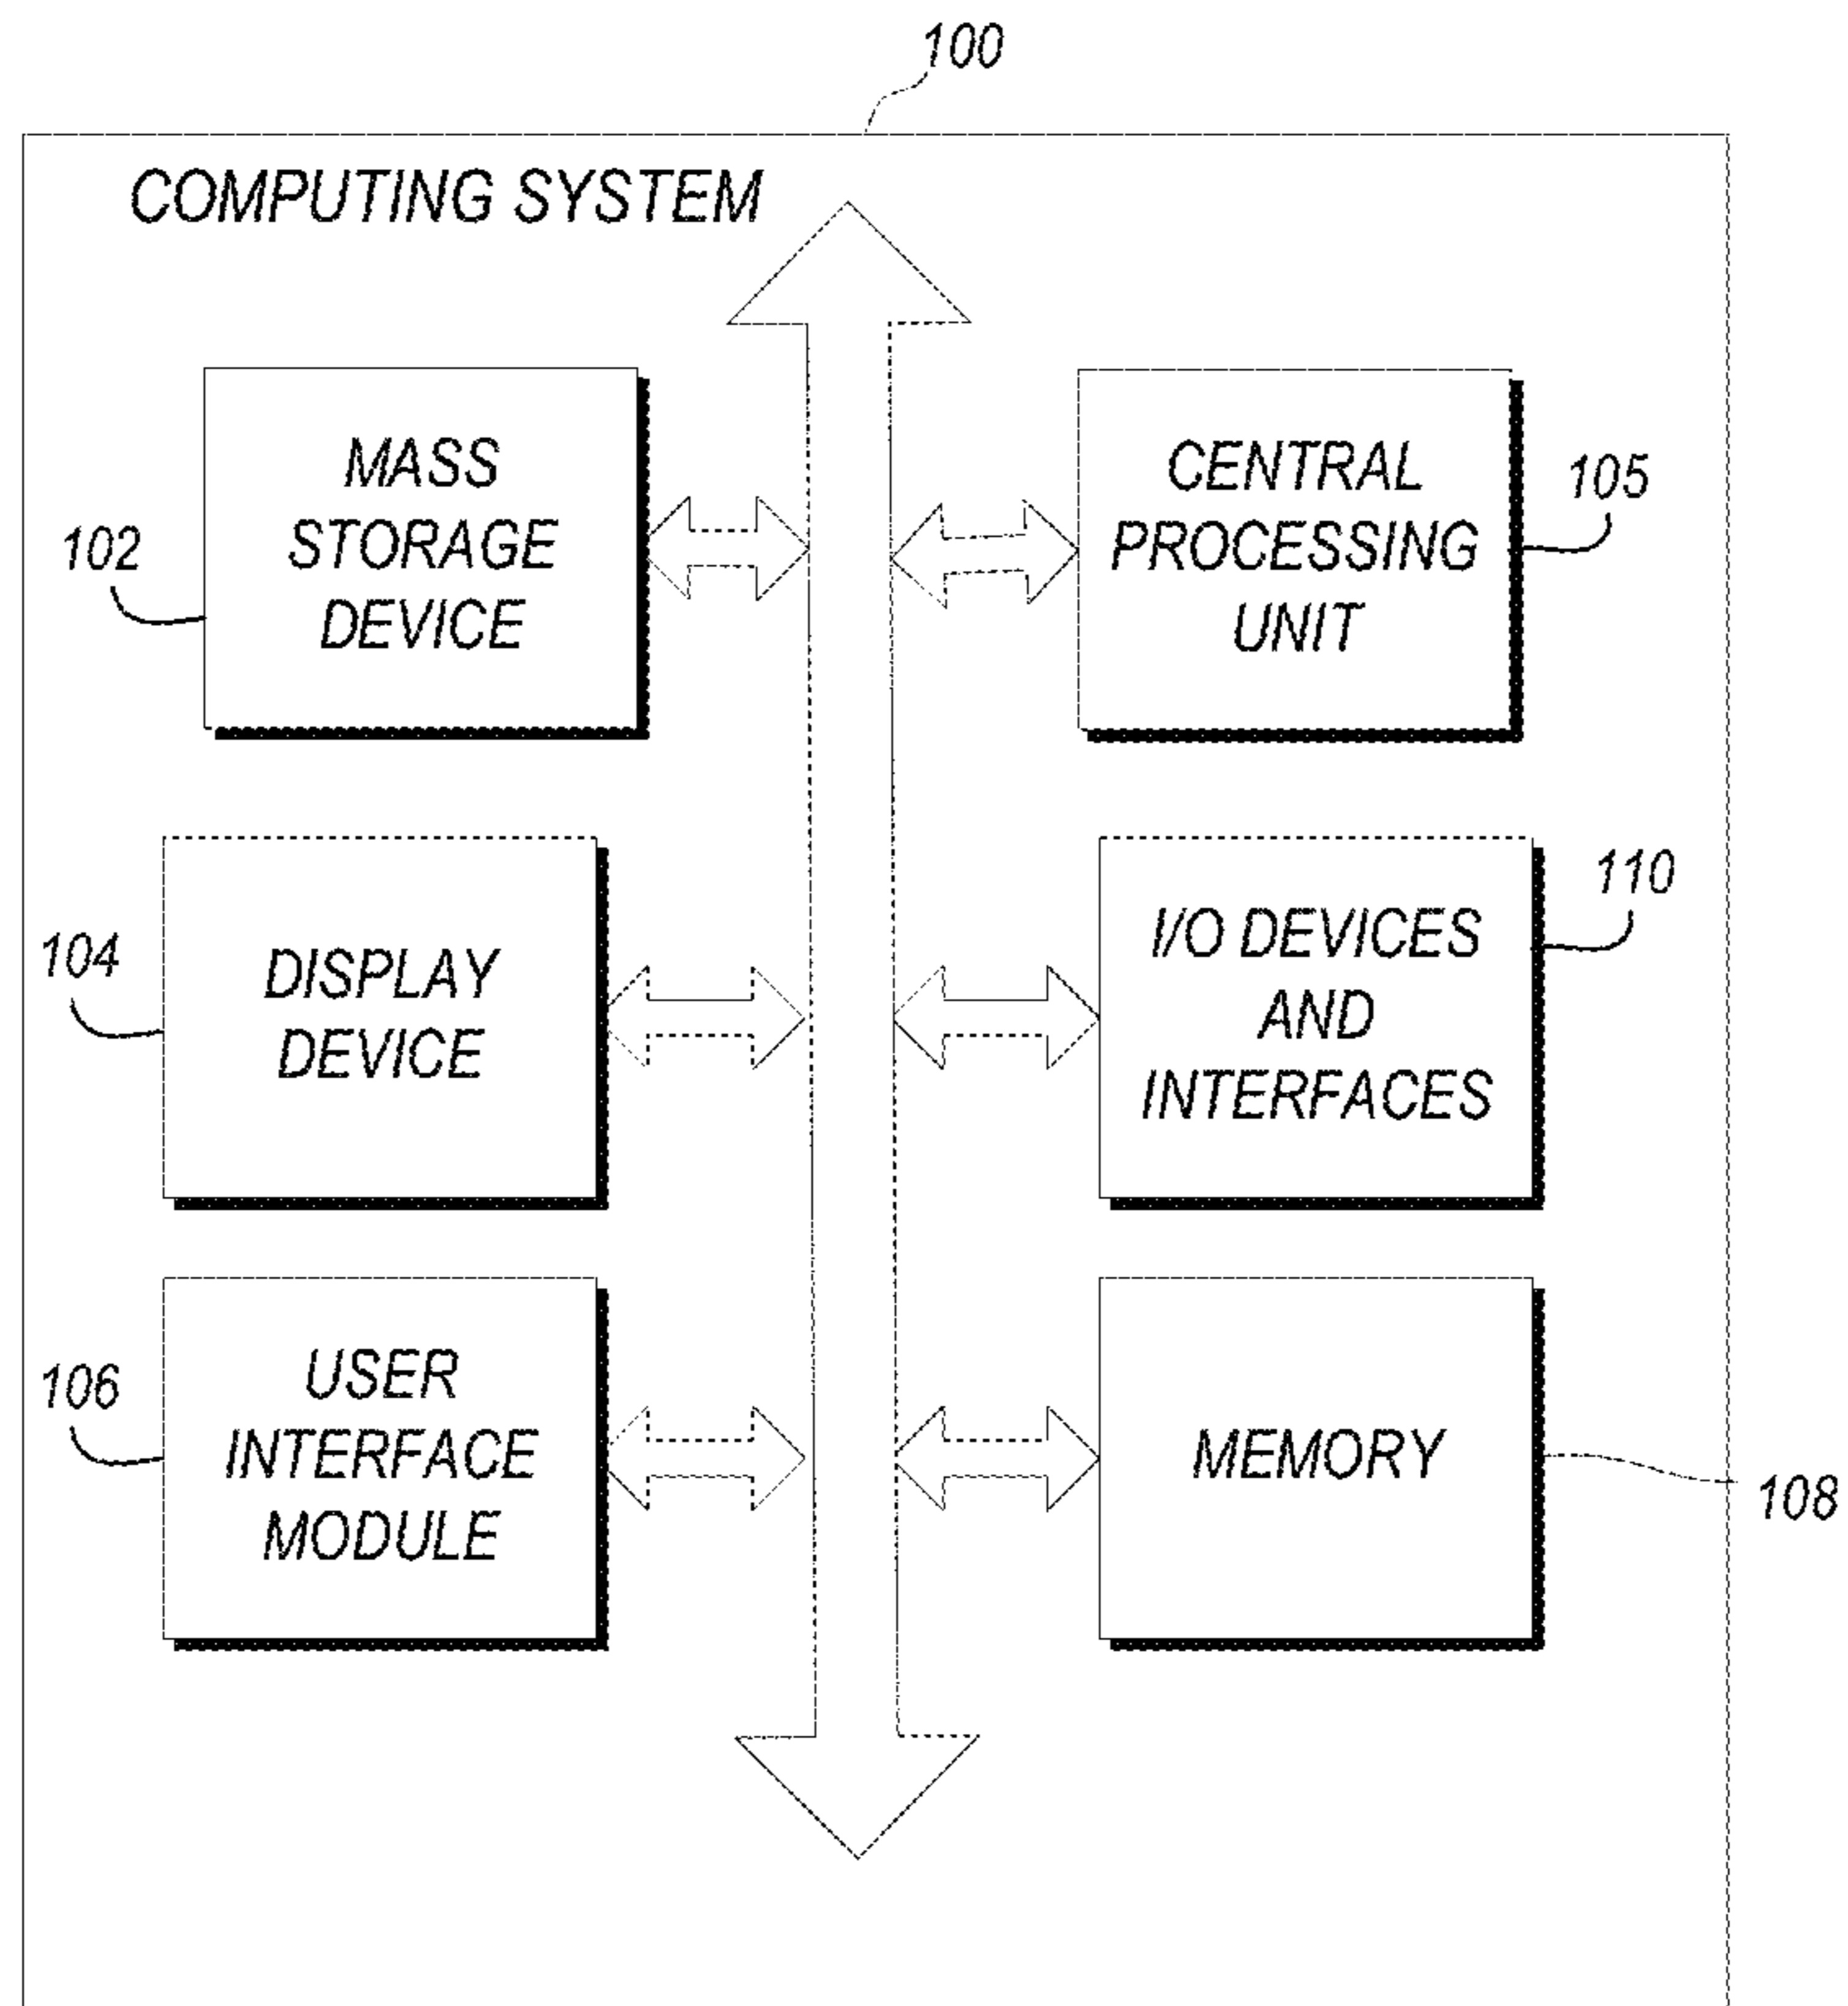 100
COMPUTING SYSTEM
MASS
STORAGE
DEVICE
102
CENTRAL
PROCESSING
UNIT
105
DISPLAY
DEVICE
104
I/O DEVICES
AND
INTERFACES
110
USER
INTERFACE
MODULE
106
MEMORY
108